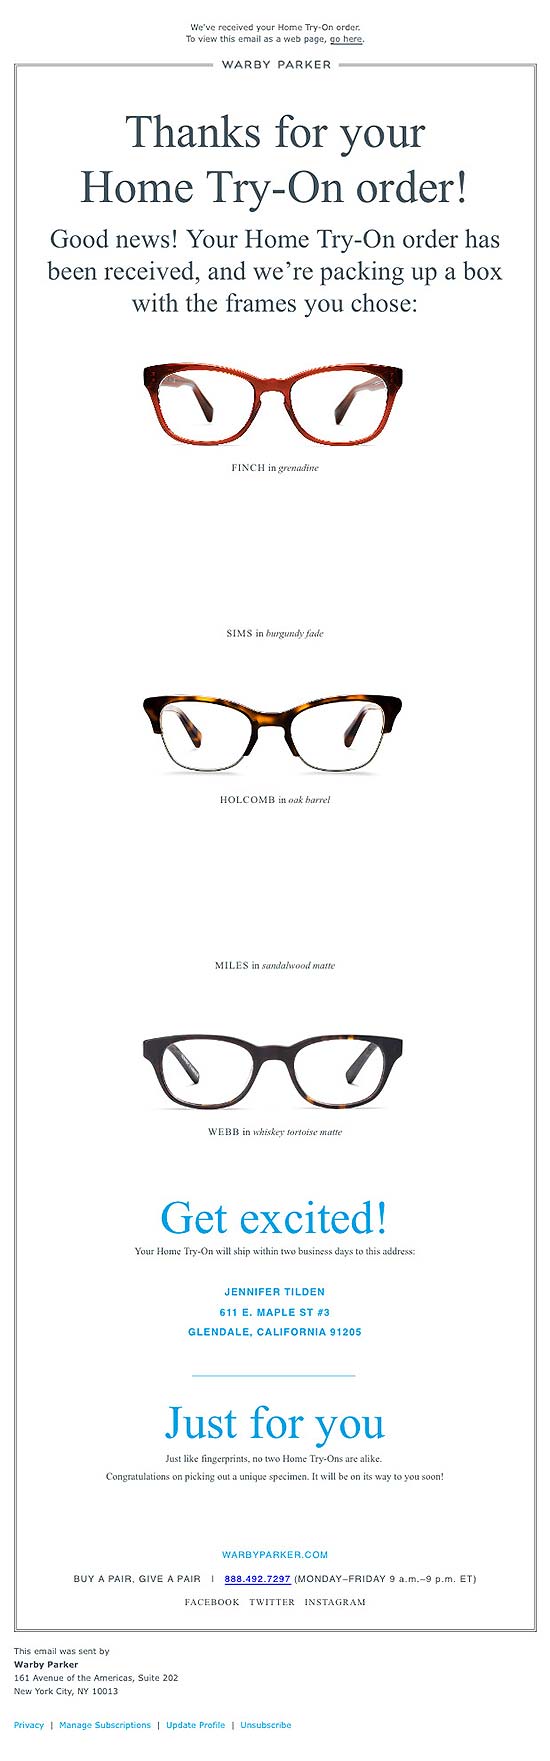 We've received your Home Try-On order.
To view this email as a web page, go here.
WARBY PARKER
Thanks for your
Home Try-On order!
Good news! Your Home Try-On order has
been received, and we're packing up a box
with the frames you chose:
FINCH in grenadine
SIMS in burgundy fade
HOLCOMB in oak barrel
MILES in sandalwood matte
WEBB in whiskey tortoise matte
Get excited!
Your Home Try-On will ship within two business days to this address:
JENNIFER TILDEN
611 E. MAPLE ST #3
GLENDALE, CALIFORNIA 91205
Just for you
Just like fingerprints, no two Home Try-Ons are alike.
Congratulations on picking out a unique specimen. It will be on its way to you soon!
WARBYPARKER.COM
BUY A PAIR, GIVE A PAIR | 888.492.7297 (MONDAY–FRIDAY 9 a.m.–9 p.m. ET)
FACEBOOK TWITTER INSTAGRAM
This email was sent by
Warby Parker
161 Avenue of the Americas, Suite 202
New York City, NY 10013
Privacy | Manage Subscriptions | Update Profile | Unsubscribe